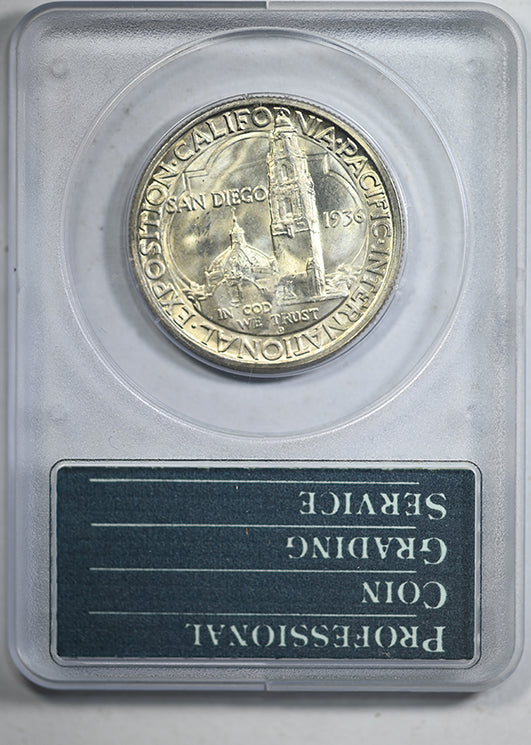 CALIFORNIA·PACIFIC·INTERNATIONAL·EXPOSITION·
SAN DIEGO
1936
IN GOD
WE TRUST
D
PROFESSIONAL
COIN
GRADING
SERVICE